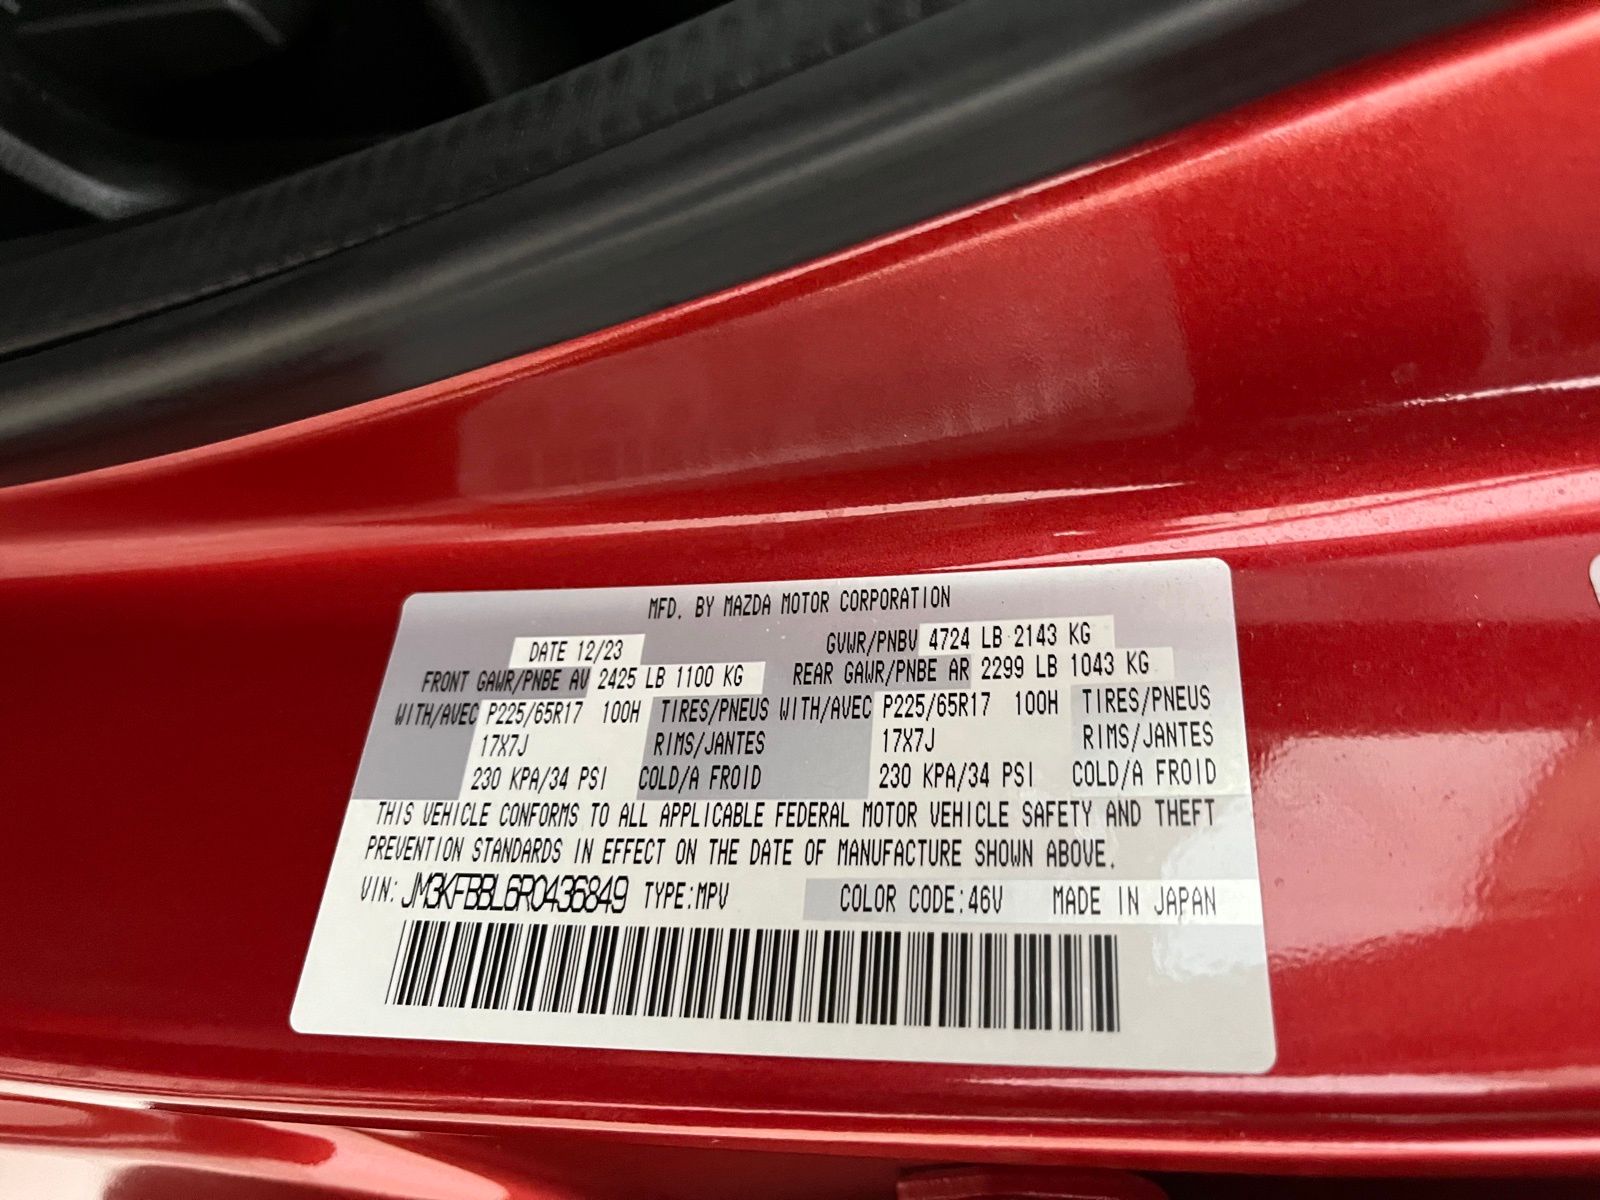 MFD. BY MAZDA MOTOR CORPORATION
DATE 12/23 GVWR/PNBV 4724 LB 2143 KG
FRONT GAWR/PNBE AV 2425 LB 1100 KG REAR GAWR/PNBE AR 2299 LB 1043 KG
WITH/AVEC P225/65R17 100H TIRES/PNEUS WITH/AVEC P225/65R17 100H TIRES/PNEUS
17X7J RIMS/JANTES 17X7J RIMS/JANTES
230 KPA/34 PSI COLD/A FROID 230 KPA/34 PSI COLD/A FROID
THIS VEHICLE CONFORMS TO ALL APPLICABLE FEDERAL MOTOR VEHICLE SAFETY AND THEFT
PREVENTION STANDARDS IN EFFECT ON THE DATE OF MANUFACTURE SHOWN ABOVE.
VIN: JM3KFBBL6R0436849 TYPE:MPV COLOR CODE:46V MADE IN JAPAN